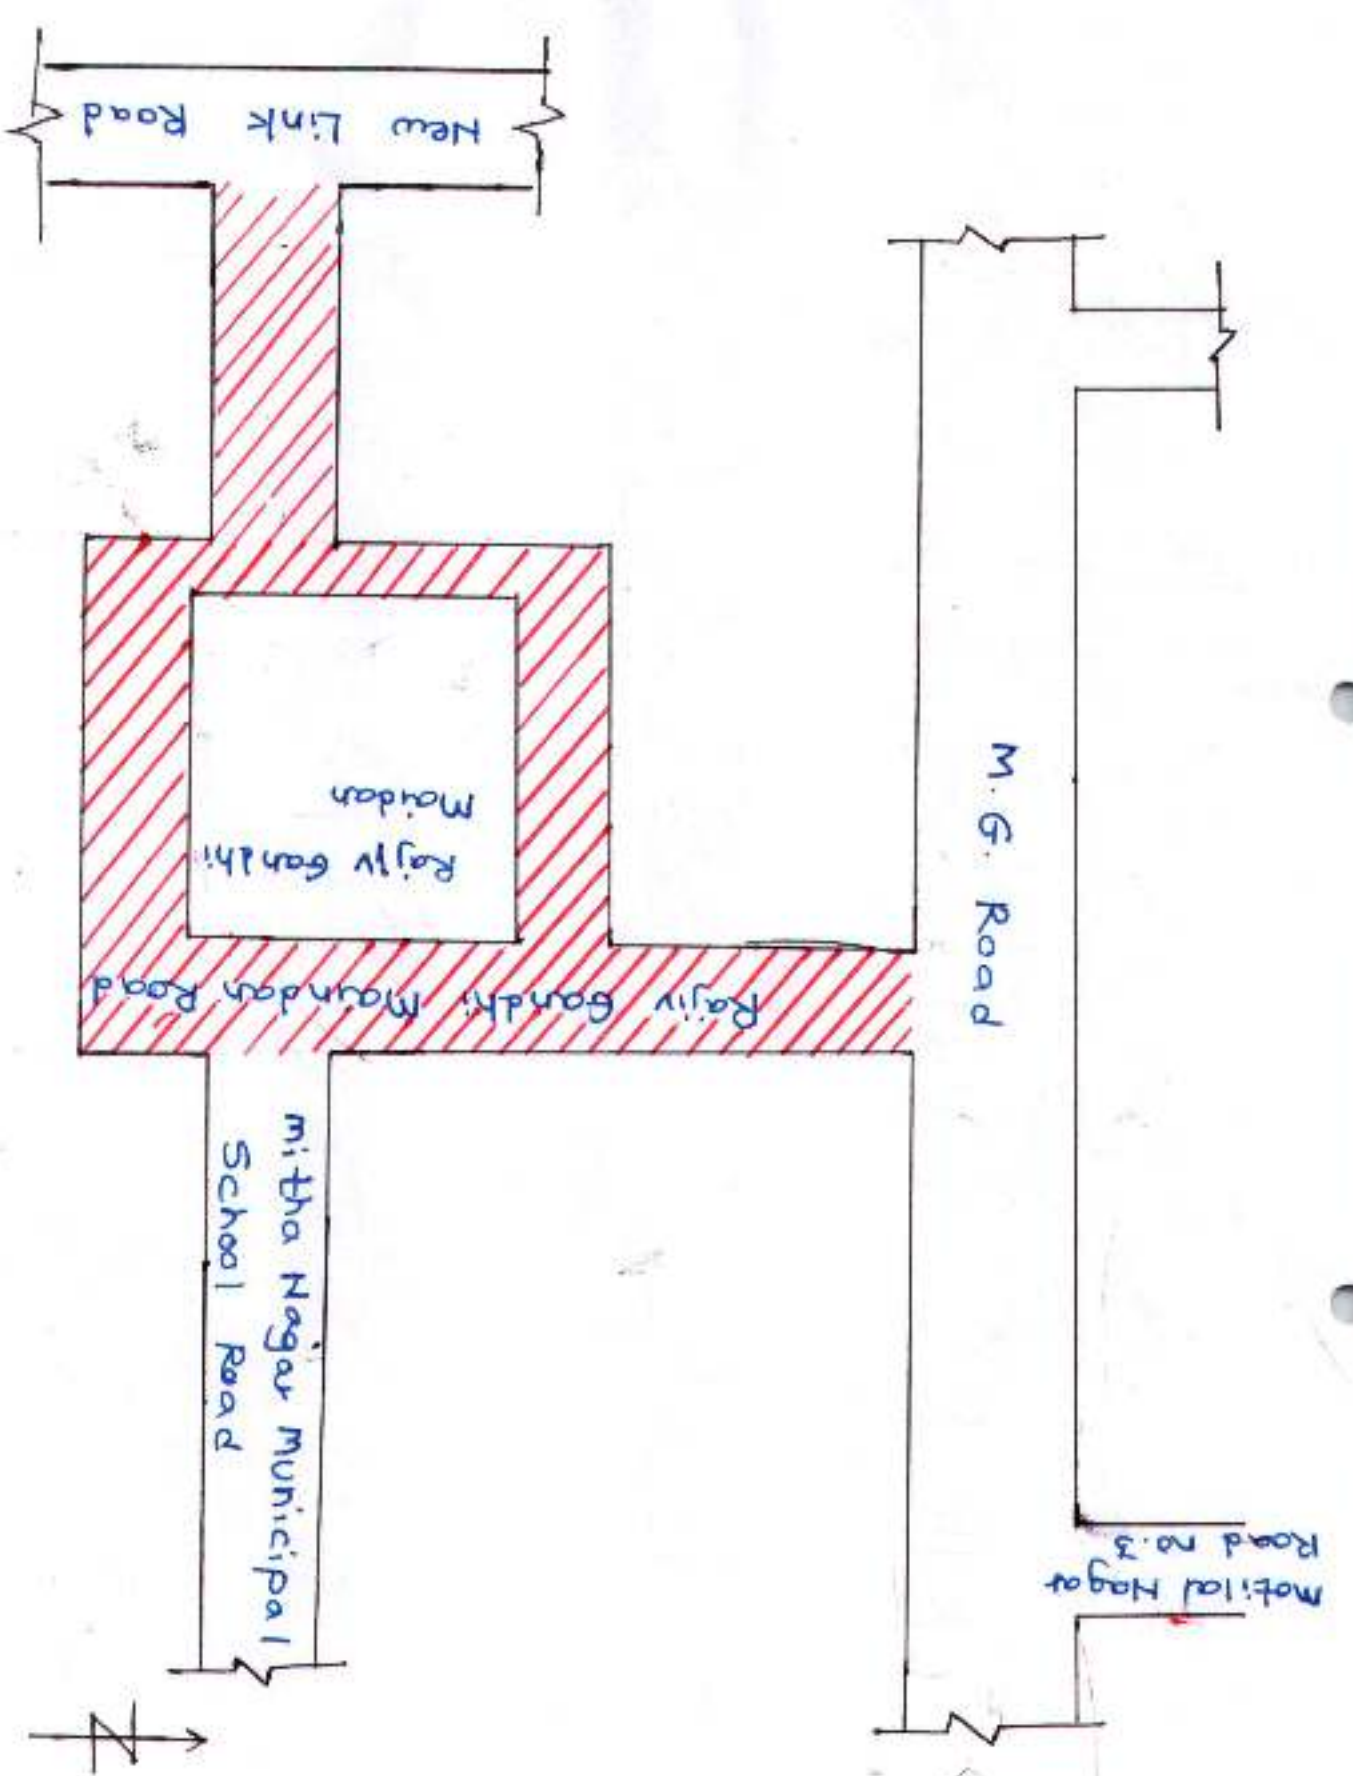 New Link Road
M.G. Road
Rajiv Gandhi
Maidan
Rajiv Gandhi Maindan Road
Mitha Nagar Municipal
School Road
Motilal Nagar
Road no.3
N